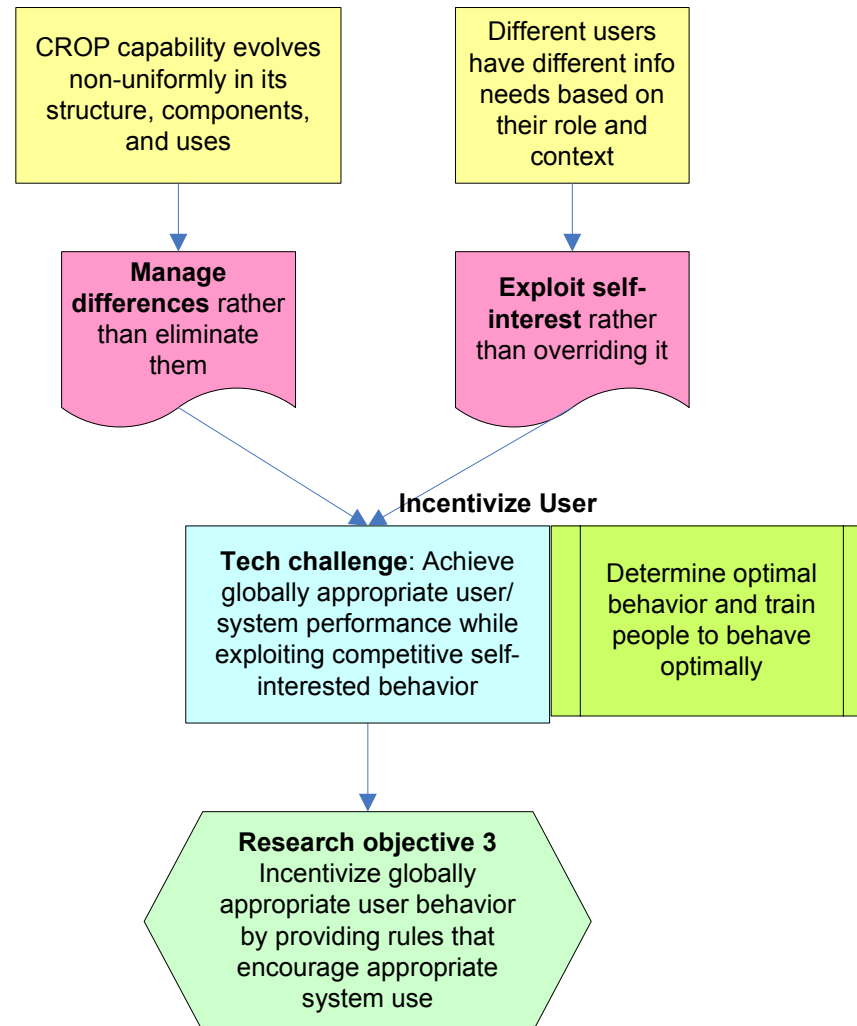 CROP capability evolves
non-uniformly in its
structure, components,
and uses
Different users
have different info
needs based on
their role and
context
Manage
differences rather
than eliminate
them
Exploit self-
interest rather
than overriding it
Incentivize User
Tech challenge: Achieve
globally appropriate user/
system performance while
exploiting competitive self-
interested behavior
Determine optimal
behavior and train
people to behave
optimally
Research objective 3
Incentivize globally
appropriate user behavior
by providing rules that
encourage appropriate
system use